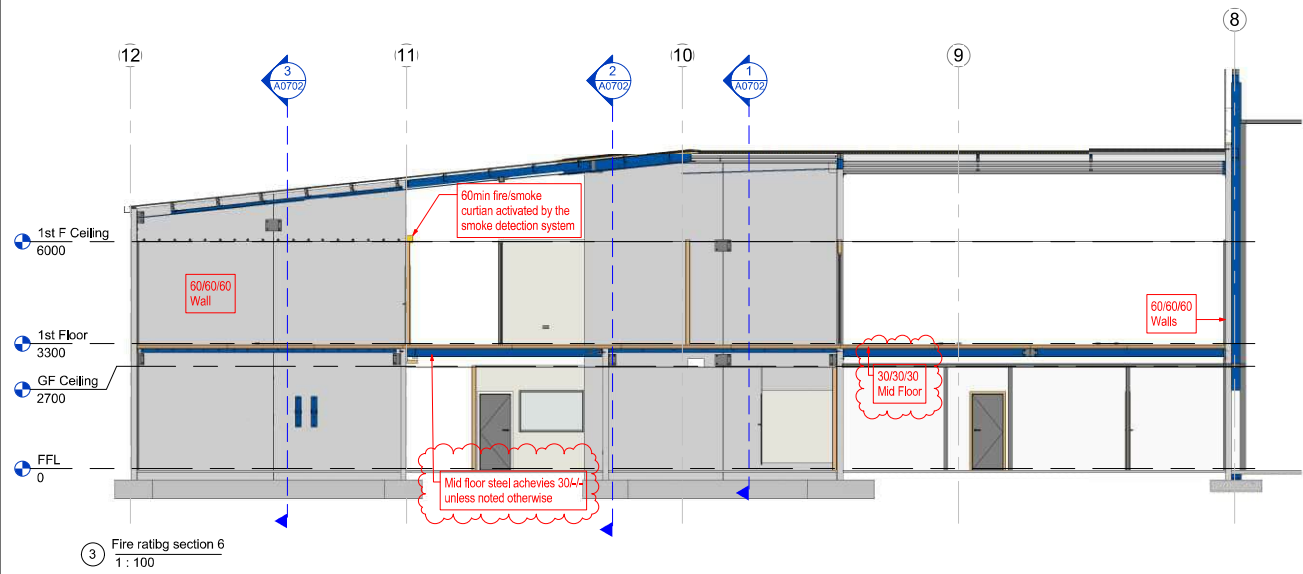 8
12
11
10
9
3
A0702
2
A0702
1
A0702
60min fire/smoke
curtian activated by the
smoke detection system
1st F Ceiling
6000
60/60/60
Wall
60/60/60
Walls
1st Floor
3300
GF Ceiling
2700
30/30/30
Mid Floor
FFL
0
Mid floor steel achevies 30/-/-
unless noted otherwise
3
Fire ratibg section 6
1 : 100